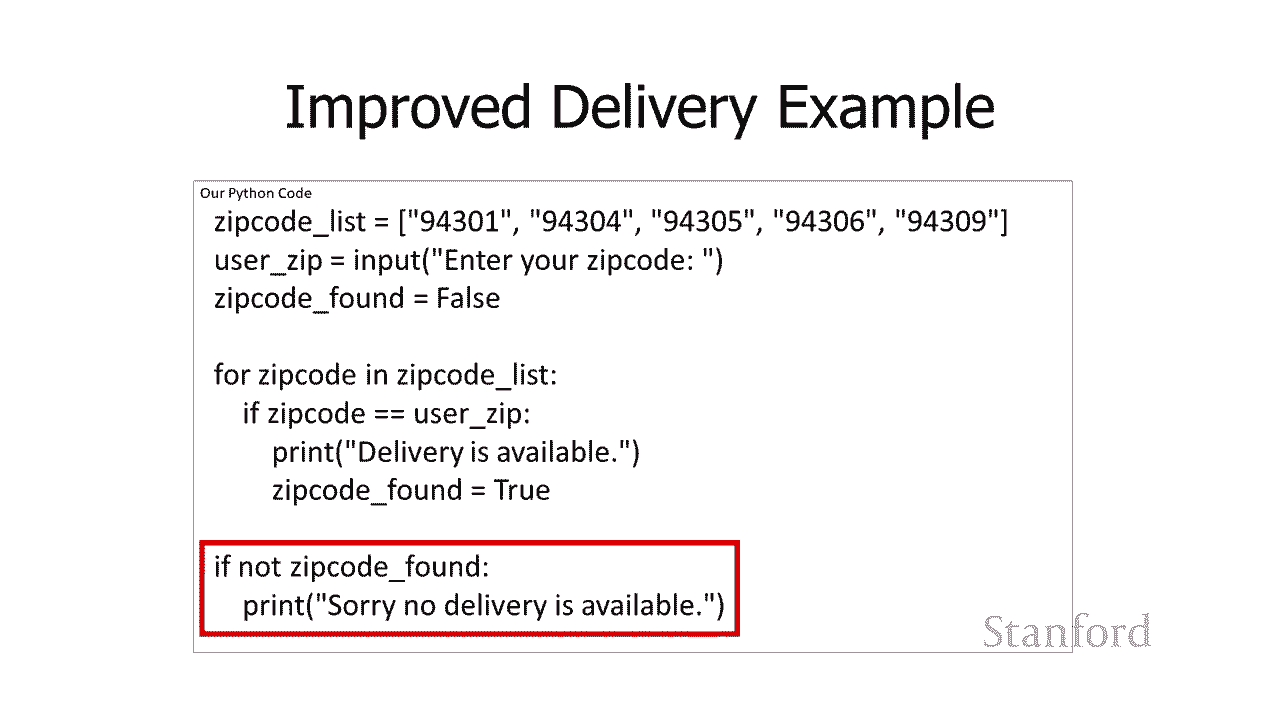 Improved Delivery Example
Our Python Code
zipcode_list = ["94301", "94304", "94305", "94306", "94309"]
user_zip = input("Enter your zipcode: ")
zipcode_found = False
for zipcode in zipcode_list:
if zipcode == user_zip:
print("Delivery is available.")
zipcode_found = True
if not zipcode_found:
print("Sorry no delivery is available.")
Stanford